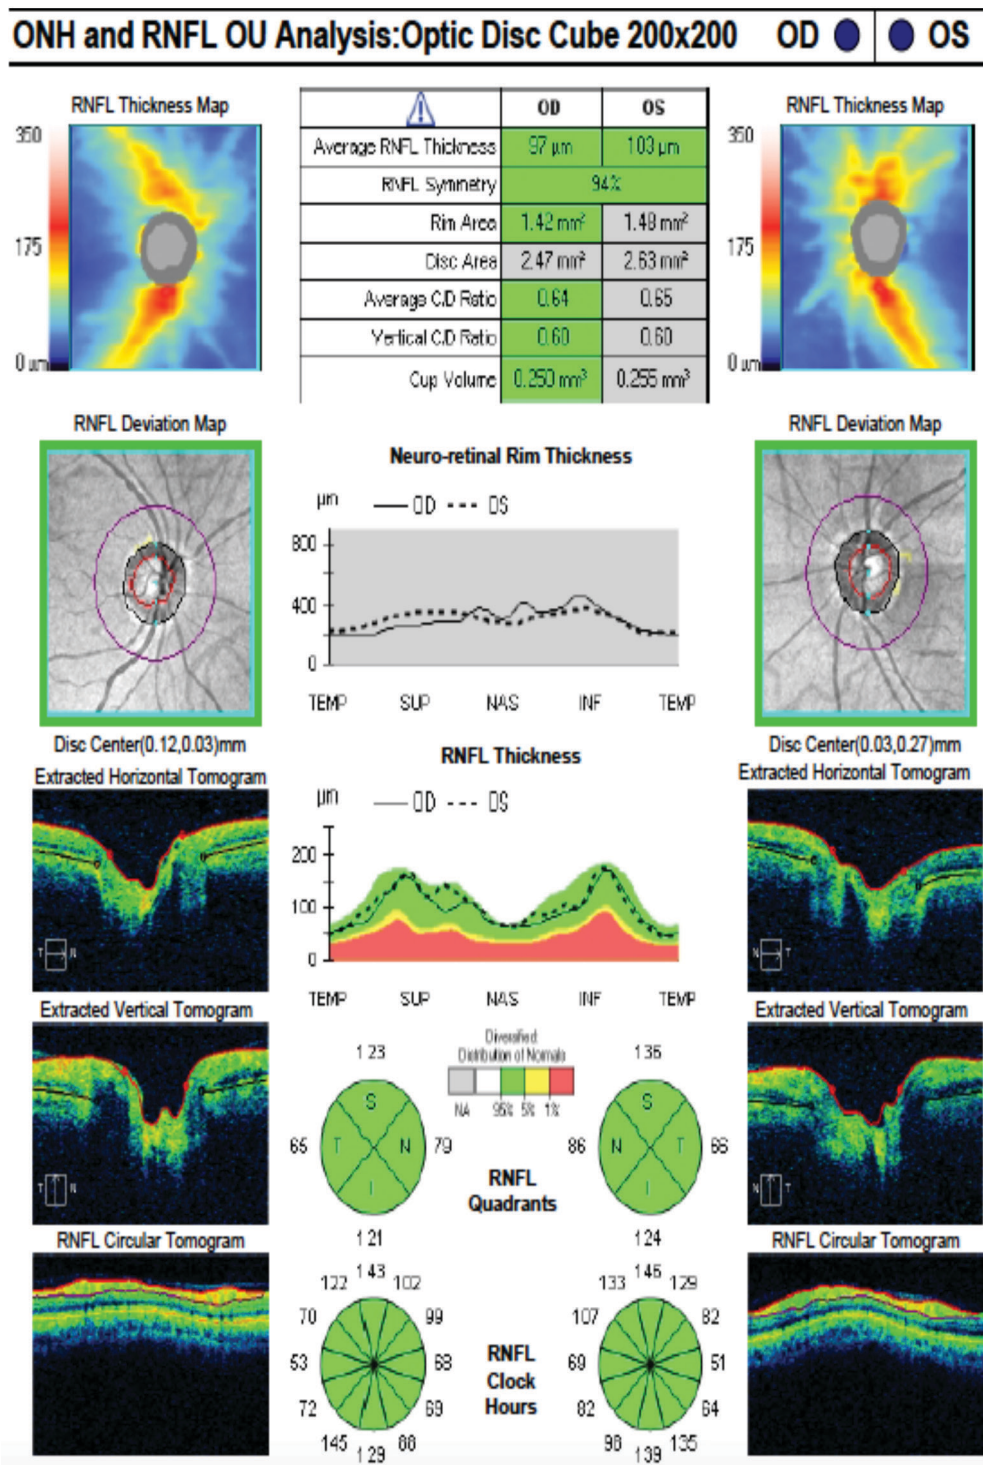 ONH and RNFL OU Analysis:Optic Disc Cube 200x200 OD OS
RNFL Thickness Map
350
175
0 µm
OD OS
Average RNFL Thickness 97 µm 103 µm
RNFL Symmetry 94%
Rim Area 1.42 mm² 1.48 mm²
Disc Area 2.47 mm² 2.63 mm²
Average C/D Ratio 0.64 0.65
Vertical C/D Ratio 0.60 0.60
Cup Volume 0.250 mm³ 0.255 mm³
RNFL Thickness Map
350
175
0 µm
RNFL Deviation Map
Disc Center(0.12,0.03)mm
Neuro-retinal Rim Thickness
µm OD OS
800
400
0
TEMP SUP NAS INF TEMP
RNFL Deviation Map
Disc Center(0.03,0.27)mm
Extracted Horizontal Tomogram
T N
RNFL Thickness
µm OD OS
200
100
0
TEMP SUP NAS INF TEMP
Extracted Horizontal Tomogram
N T
Extracted Vertical Tomogram
T N
Diversified:
Distribution of Normals
NA 95% 5% 1%
123
S
65 T N 79
I
121
RNFL
Quadrants
135
S
86 N T 66
I
124
Extracted Vertical Tomogram
N T
RNFL Circular Tomogram
143
122 102
70 99
53 68
72 69
145 88
129
RNFL
Clock
Hours
146
133 129
107 82
69 51
82 64
98 135
139
RNFL Circular Tomogram